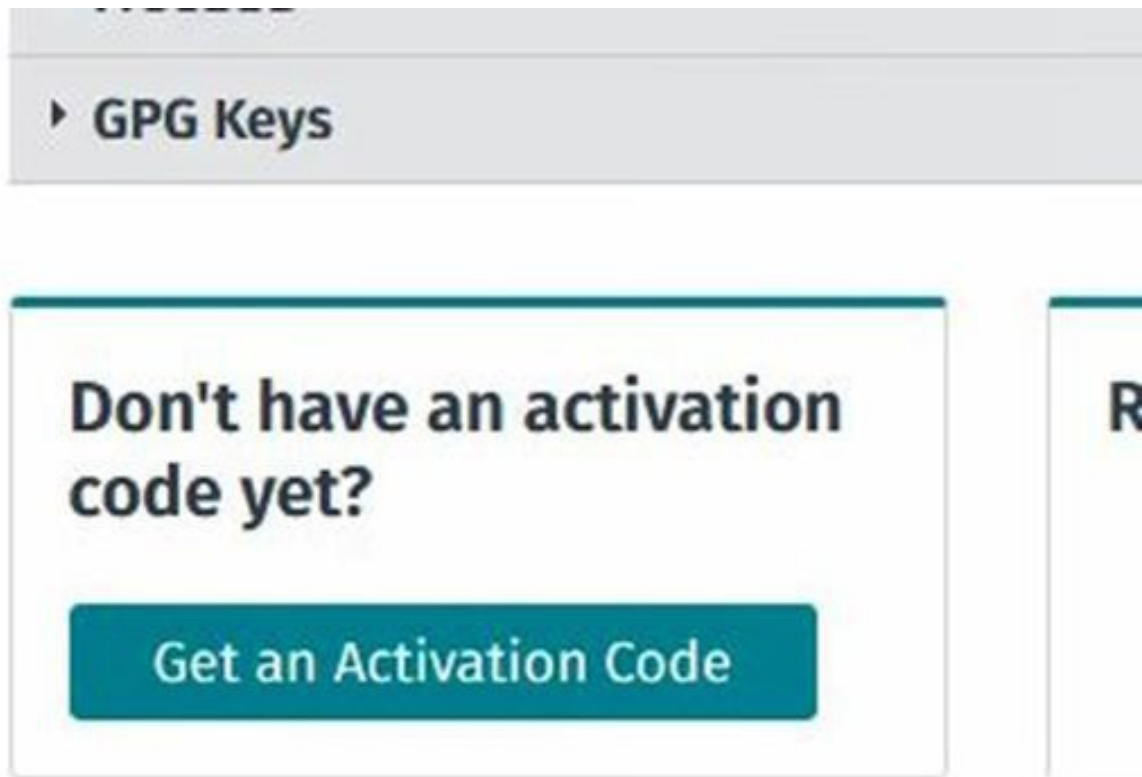 GPG Keys
Don't have an activation
code yet?
Get an Activation Code
R